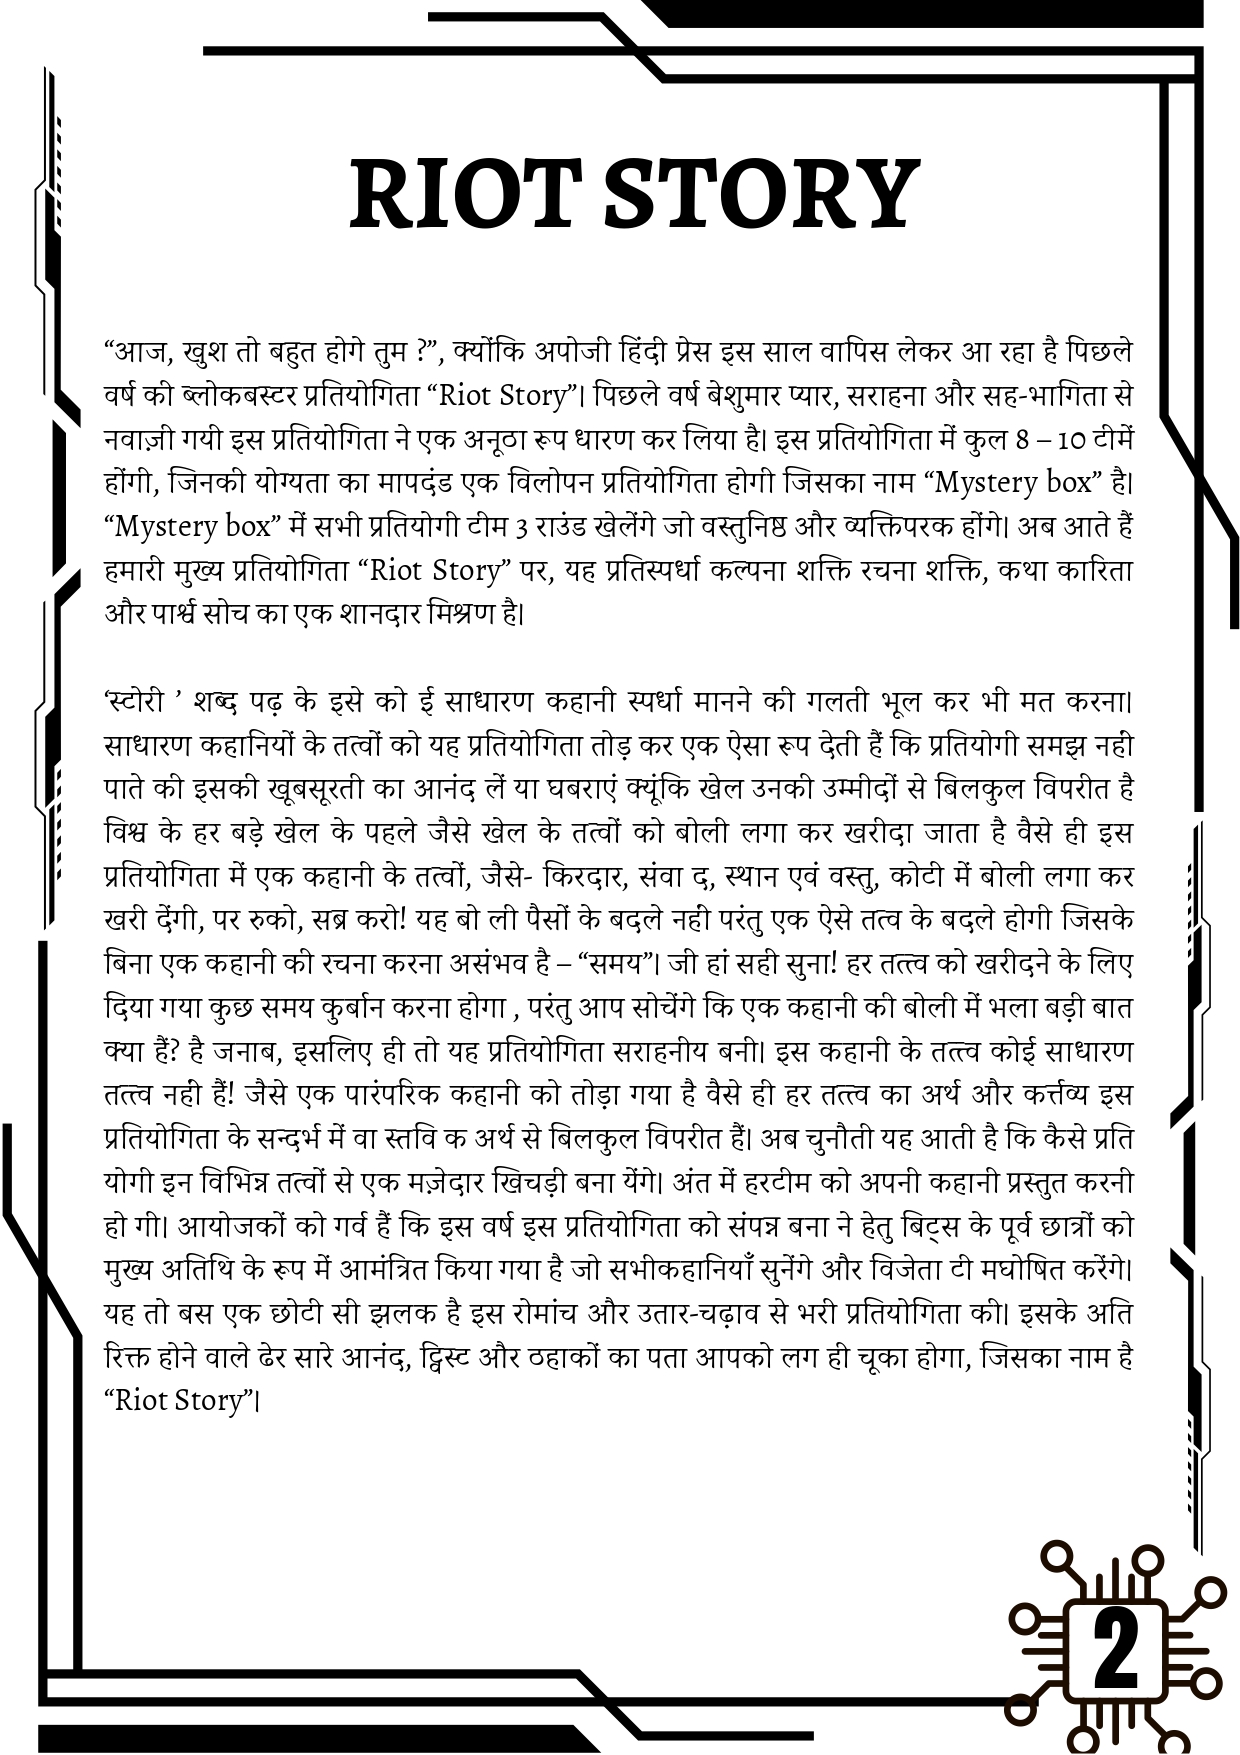 RIOT STORY
“आज, खुश तो बहुत होगे तुम ?”, क्योंकि अपोजी हिंदी प्रेस इस साल वापिस लेकर आ रहा है पिछले
वर्ष की ब्लोकबस्टर प्रतियोगिता “Riot Story”। पिछले वर्ष बेशुमार प्यार, सराहना और सह-भागिता से
नवाज़ी गयी इस प्रतियोगिता ने एक अनूठा रूप धारण कर लिया है। इस प्रतियोगिता में कुल 8 – 10 टीमें
होंगी, जिनकी योग्यता का मापदंड एक विलोपन प्रतियोगिता होगी जिसका नाम “Mystery box” है।
“Mystery box” में सभी प्रतियोगी टीम 3 राउंड खेलेंगे जो वस्तुनिष्ठ और व्यक्तिपरक होंगे। अब आते हैं
हमारी मुख्य प्रतियोगिता “Riot Story” पर, यह प्रतिस्पर्धा कल्पना शक्ति रचना शक्ति, कथा कारिता
और पार्श्व सोच का एक शानदार मिश्रण है।
‘स्टोरी ’ शब्द पढ़ के इसे को ई साधारण कहानी स्पर्धा मानने की गलती भूल कर भी मत करना।
साधारण कहानियों के तत्वों को यह प्रतियोगिता तोड़ कर एक ऐसा रूप देती हैं कि प्रतियोगी समझ नहीं
पाते की इसकी खूबसूरती का आनंद लें या घबराएं क्यूंकि खेल उनकी उम्मीदों से बिलकुल विपरीत है
विश्व के हर बड़े खेल के पहले जैसे खेल के तत्वों को बोली लगा कर खरीदा जाता है वैसे ही इस
प्रतियोगिता में एक कहानी के तत्वों, जैसे- किरदार, संवा द, स्थान एवं वस्तु, कोटी में बोली लगा कर
खरी देंगी, पर रुको, सब्र करो! यह बो ली पैसों के बदले नहीं परंतु एक ऐसे तत्व के बदले होगी जिसके
बिना एक कहानी की रचना करना असंभव है – “समय”। जी हां सही सुना! हर तत्त्व को खरीदने के लिए
दिया गया कुछ समय कुर्बान करना होगा , परंतु आप सोचेंगे कि एक कहानी की बोली में भला बड़ी बात
क्या हैं? है जनाब, इसलिए ही तो यह प्रतियोगिता सराहनीय बनी। इस कहानी के तत्त्व कोई साधारण
तत्त्व नहीं हैं! जैसे एक पारंपरिक कहानी को तोड़ा गया है वैसे ही हर तत्त्व का अर्थ और कर्त्तव्य इस
प्रतियोगिता के सन्दर्भ में वा स्तवि क अर्थ से बिलकुल विपरीत हैं। अब चुनौती यह आती है कि कैसे प्रति
योगी इन विभिन्न तत्वों से एक मज़ेदार खिचड़ी बना येंगे। अंत में हरटीम को अपनी कहानी प्रस्तुत करनी
हो गी। आयोजकों को गर्व हैं कि इस वर्ष इस प्रतियोगिता को संपन्न बना ने हेतु बिट्स के पूर्व छात्रों को
मुख्य अतिथि के रूप में आमंत्रित किया गया है जो सभीकहानियाँ सुनेंगे और विजेता टी मघोषित करेंगे।
यह तो बस एक छोटी सी झलक है इस रोमांच और उतार-चढ़ाव से भरी प्रतियोगिता की। इसके अति
रिक्त होने वाले ढेर सारे आनंद, ट्विस्ट और ठहाकों का पता आपको लग ही चूका होगा, जिसका नाम है
“Riot Story”।
2